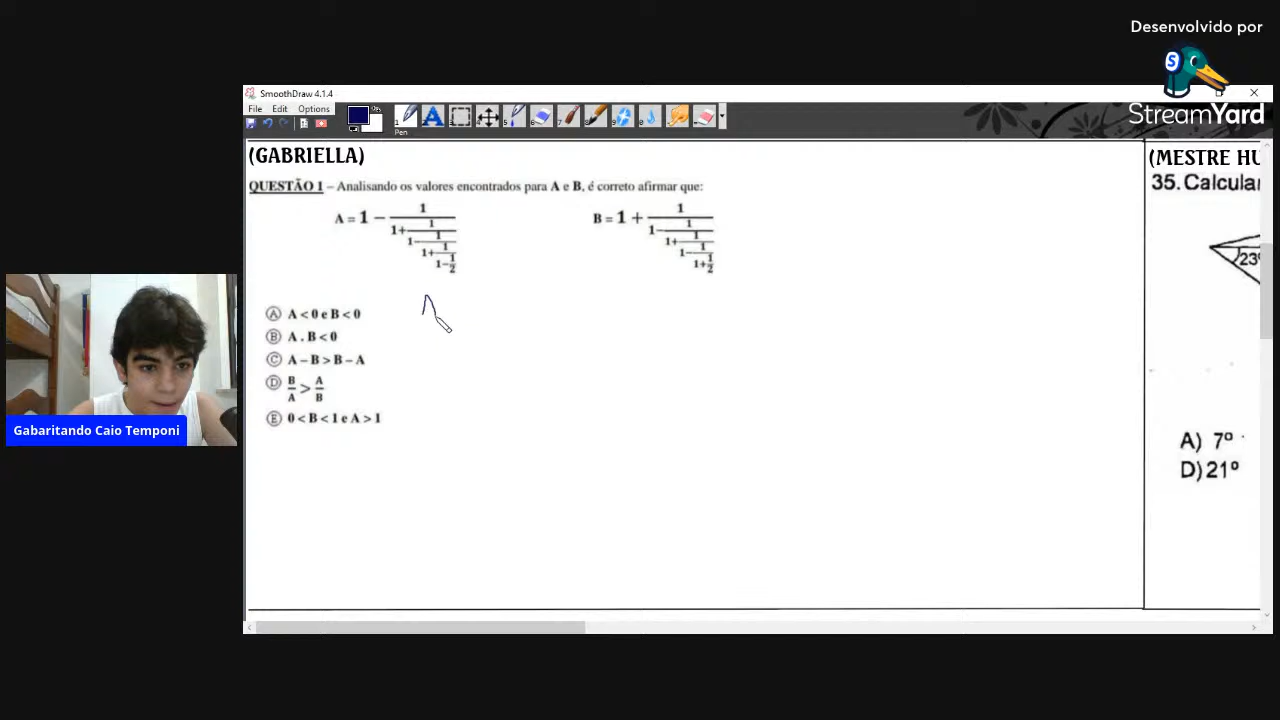 Desenvolvido por
S
StreamYard
SmoothDraw 4.1.4
File Edit Options
Pen
(GABRIELLA)
QUESTÃO 1 – Analisando os valores encontrados para A e B, é correto afirmar que:
A = 1 − 1/(1+1/(1−1/(1+1/(1−1/2))))
B = 1 + 1/(1−1/(1+1/(1−1/(1+1/2))))
A A < 0 e B < 0
B A . B < 0
C A – B > B – A
D B/A > A/B
E 0 < B < 1 e A > 1
(MESTRE HU
35. Calcular
23º
A) 7º
D) 21º
Gabaritando Caio Temponi